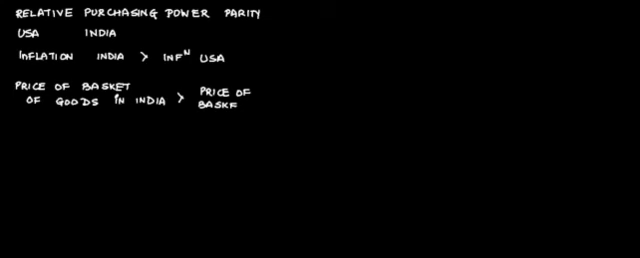 RELATIVE PURCHASING POWER PARITY
USA INDIA
INFLATION INDIA > INFᴺ USA
PRICE OF BASKET
OF GOODS IN INDIA > PRICE OF
BASKE